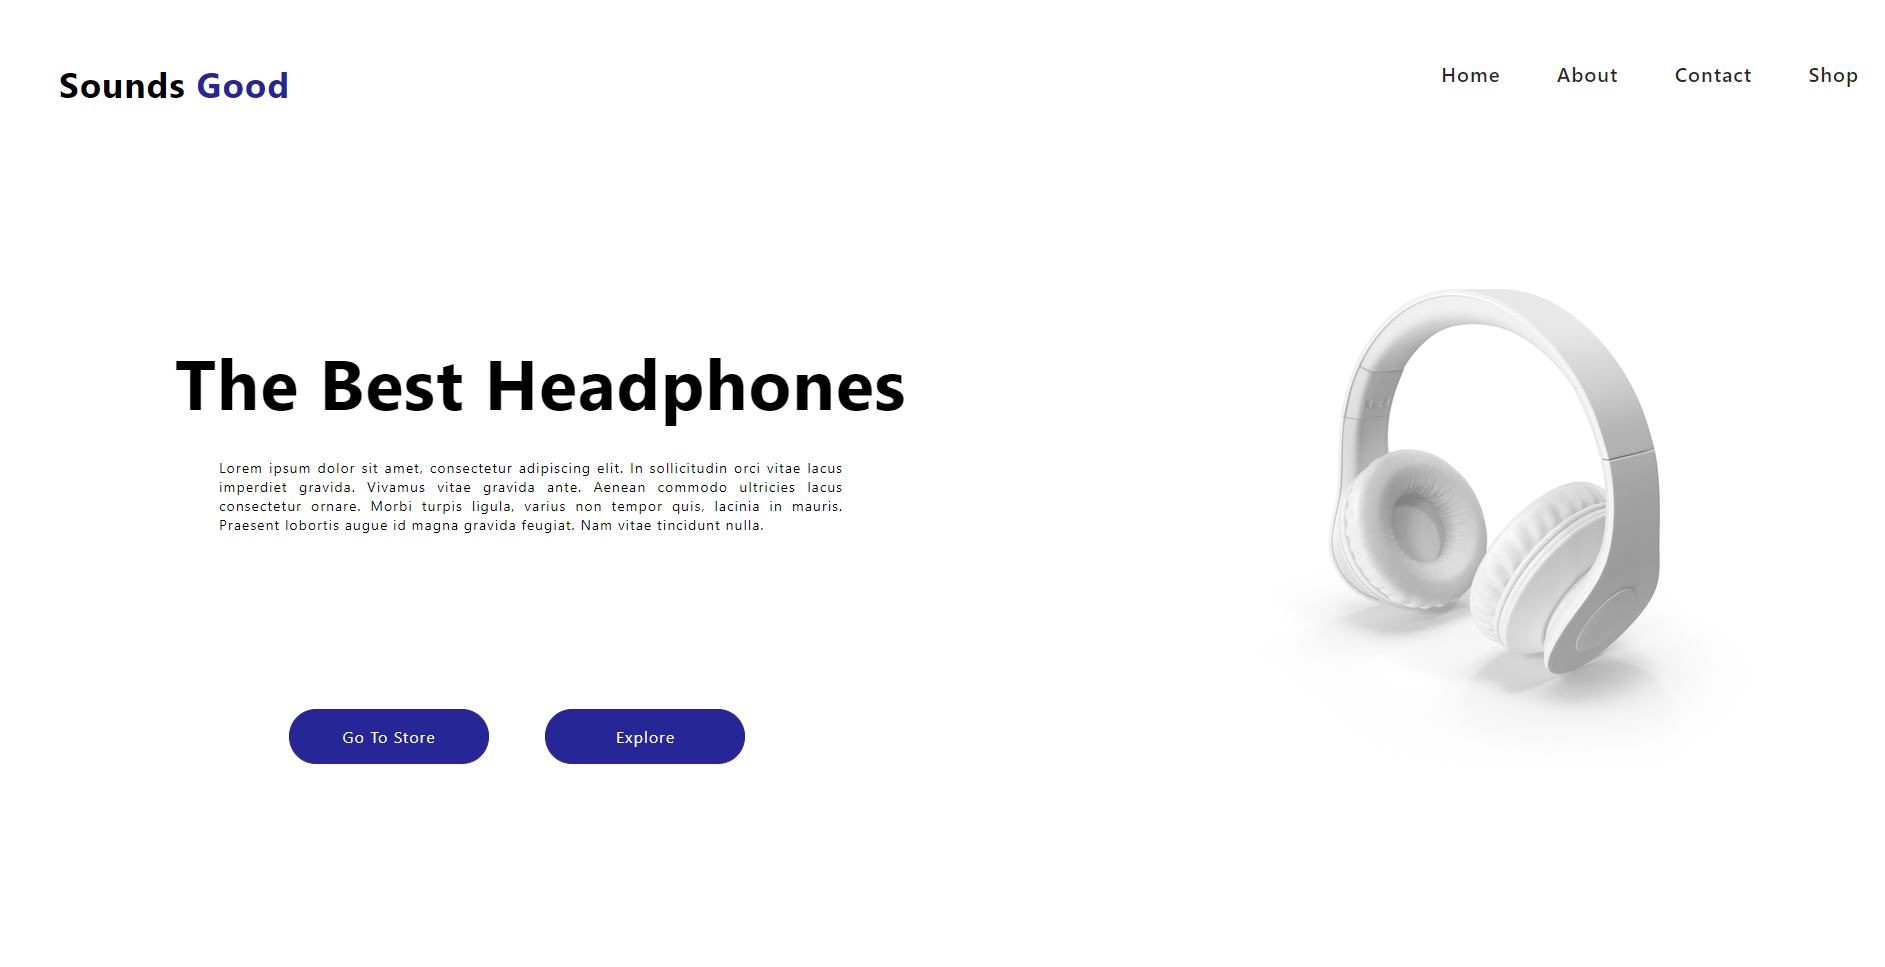 Sounds Good
Home About Contact Shop
The Best Headphones
Lorem ipsum dolor sit amet, consectetur adipiscing elit. In sollicitudin orci vitae lacus
imperdiet gravida. Vivamus vitae gravida ante. Aenean commodo ultricies lacus
consectetur ornare. Morbi turpis ligula, varius non tempor quis, lacinia in mauris.
Praesent lobortis augue id magna gravida feugiat. Nam vitae tincidunt nulla.
Go To Store
Explore